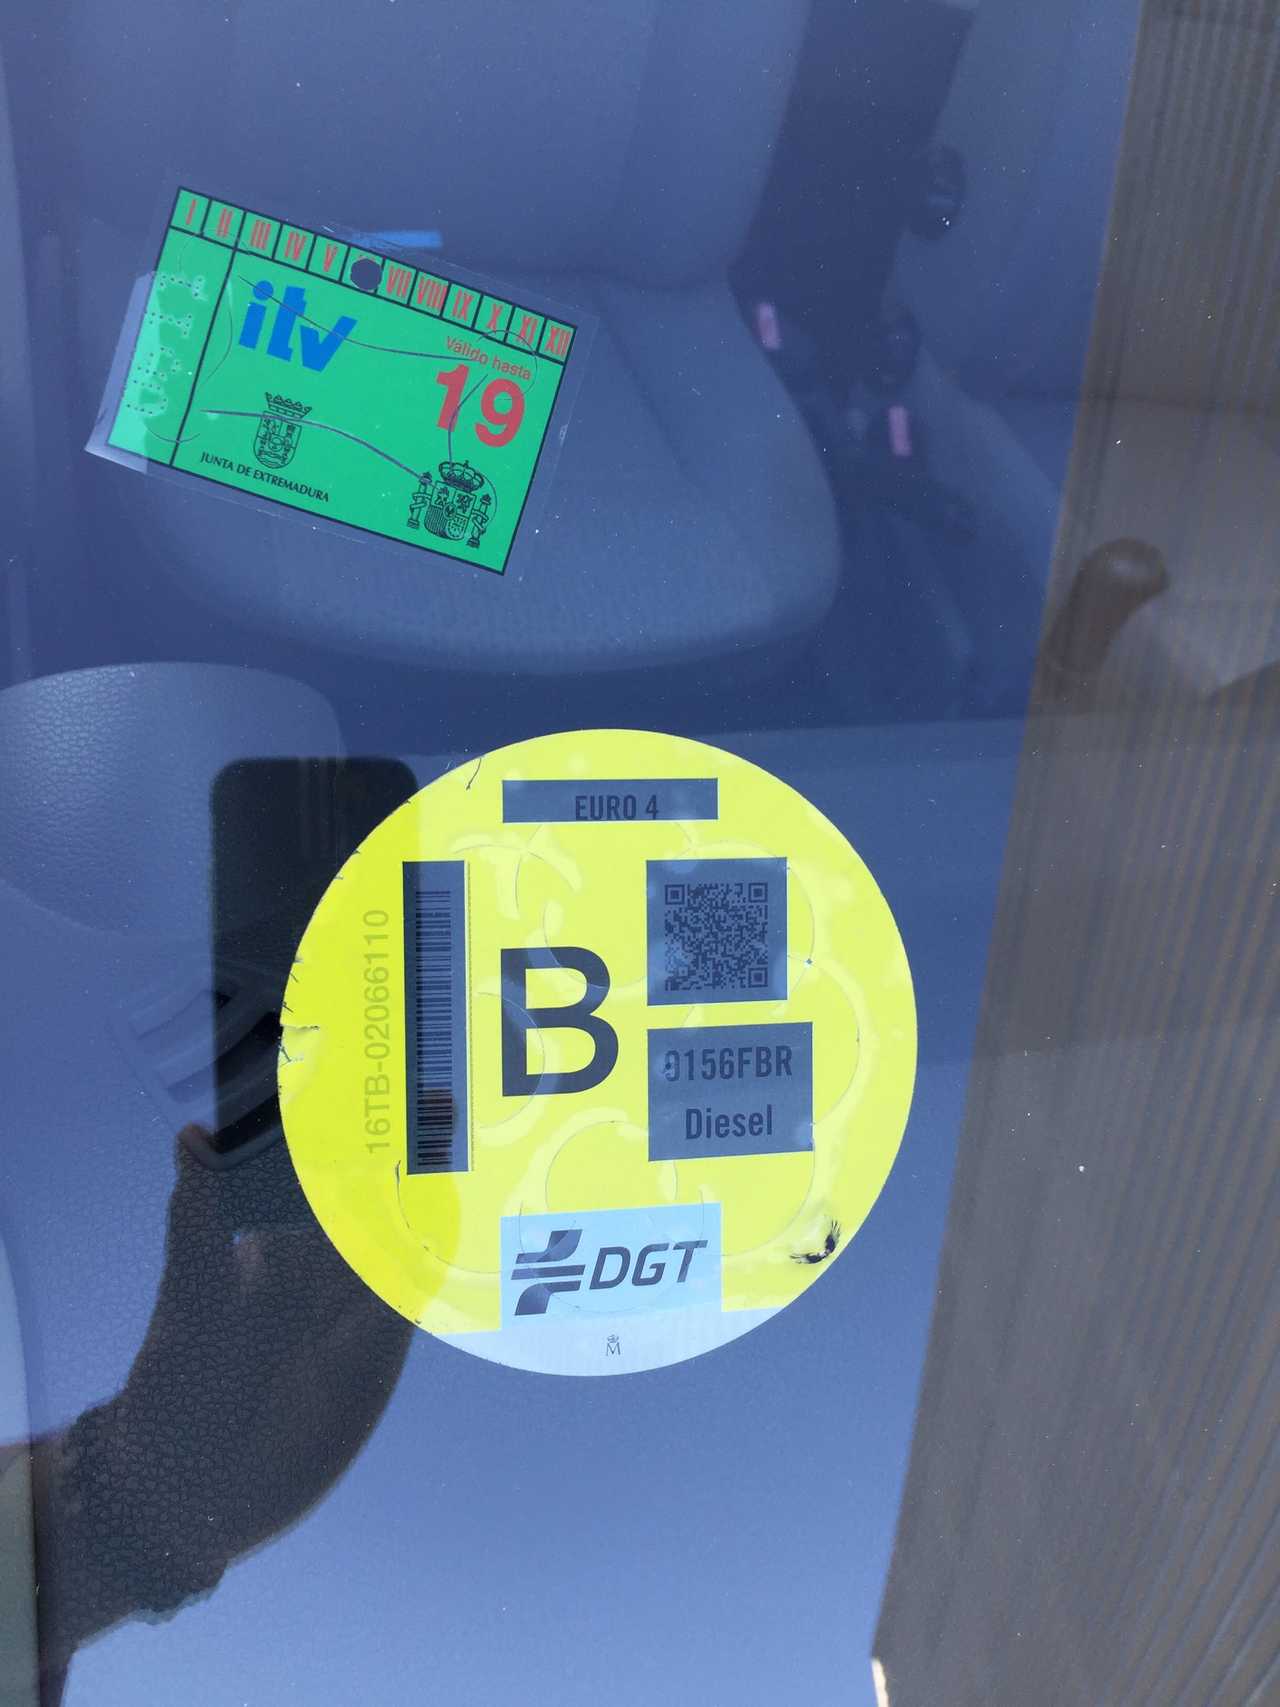 I II III IV V VII VIII IX X XI XII
itv
Válido hasta
19
JUNTA DE EXTREMADURA
EURO 4
16TB-02066110
B
9156FBR
Diesel
DGT
M